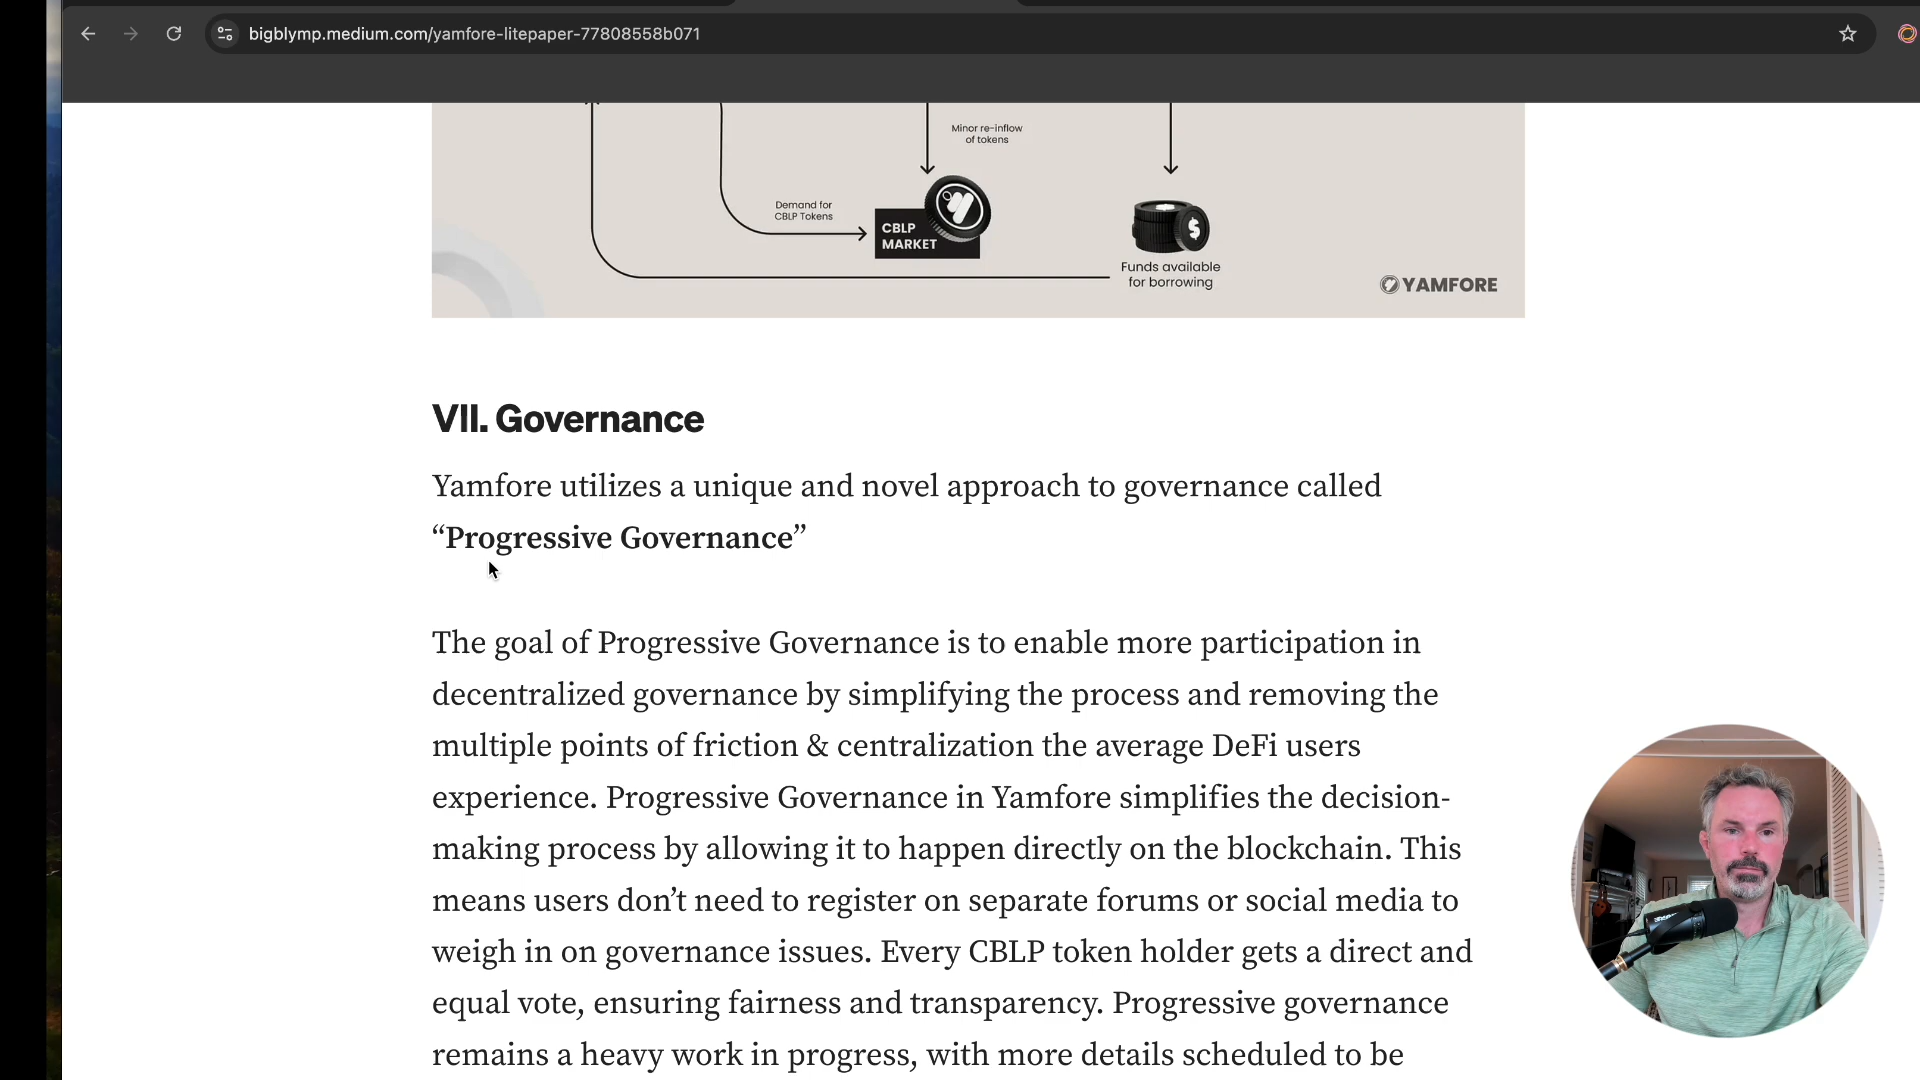 bigblymp.medium.com/yamfore-litepaper-77808558b071
Minor re-inflow
of tokens
Demand for
CBLP Tokens
CBLP
MARKET
$
Funds available
for borrowing
YAMFORE
VII. Governance
Yamfore utilizes a unique and novel approach to governance called
“Progressive Governance”
The goal of Progressive Governance is to enable more participation in
decentralized governance by simplifying the process and removing the
multiple points of friction & centralization the average DeFi users
experience. Progressive Governance in Yamfore simplifies the decision-
making process by allowing it to happen directly on the blockchain. This
means users don’t need to register on separate forums or social media to
weigh in on governance issues. Every CBLP token holder gets a direct and
equal vote, ensuring fairness and transparency. Progressive governance
remains a heavy work in progress, with more details scheduled to be